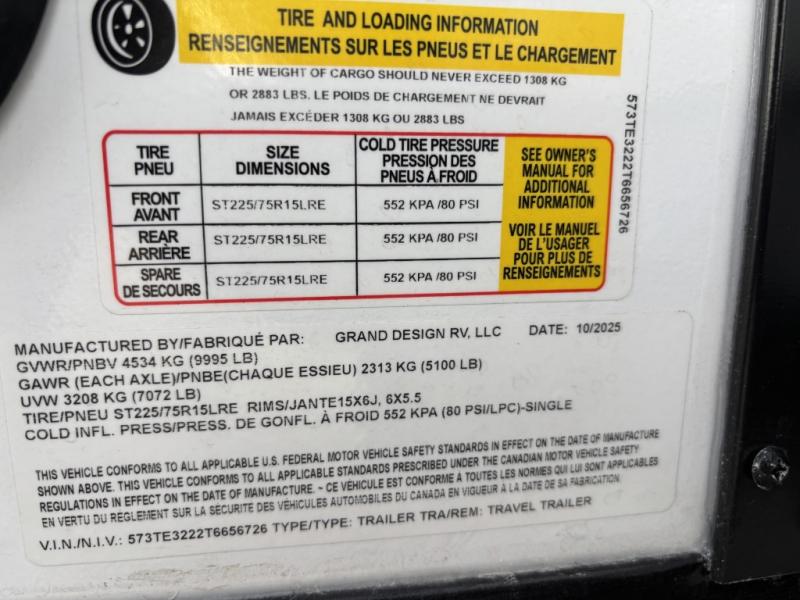 TIRE AND LOADING INFORMATION
RENSEIGNEMENTS SUR LES PNEUS ET LE CHARGEMENT
THE WEIGHT OF CARGO SHOULD NEVER EXCEED 1308 KG
OR 2883 LBS. LE POIDS DE CHARGEMENT NE DEVRAIT
JAMAIS EXCÉDER 1308 KG OU 2883 LBS
TIRE
PNEU
SIZE
DIMENSIONS
COLD TIRE PRESSURE
PRESSION DES
PNEUS À FROID
FRONT
AVANT
ST225/75R15LRE
552 KPA /80 PSI
REAR
ARRIÈRE
ST225/75R15LRE
552 KPA /80 PSI
SPARE
DE SECOURS
ST225/75R15LRE
552 KPA /80 PSI
SEE OWNER'S
MANUAL FOR
ADDITIONAL
INFORMATION
VOIR LE MANUEL
DE L'USAGER
POUR PLUS DE
RENSEIGNEMENTS
573TE3222T6656726
MANUFACTURED BY/FABRIQUÉ PAR: GRAND DESIGN RV, LLC DATE: 10/2025
GVWR/PNBV 4534 KG (9995 LB)
GAWR (EACH AXLE)/PNBE(CHAQUE ESSIEU) 2313 KG (5100 LB)
UVW 3208 KG (7072 LB)
TIRE/PNEU ST225/75R15LRE RIMS/JANTE15X6J, 6X5.5
COLD INFL. PRESS/PRESS. DE GONFL. À FROID 552 KPA (80 PSI/LPC)-SINGLE
THIS VEHICLE CONFORMS TO ALL APPLICABLE U.S. FEDERAL MOTOR VEHICLE SAFETY STANDARDS IN EFFECT ON THE DATE OF MANUFACTURE
SHOWN ABOVE. THIS VEHICLE CONFORMS TO ALL APPLICABLE STANDARDS PRESCRIBED UNDER THE CANADIAN MOTOR VEHICLE SAFETY
REGULATIONS IN EFFECT ON THE DATE OF MANUFACTURE. - CE VÉHICULE EST CONFORME À TOUTES LES NORMES QUI LUI SONT APPLICABLES
EN VERTU DU RÈGLEMENT SUR LA SÉCURITÉ DES VÉHICULES AUTOMOBILES DU CANADA EN VIGUEUR À LA DATE DE SA FABRICATION.
V.I.N./N.I.V.: 573TE3222T6656726 TYPE/TYPE: TRAILER TRA/REM: TRAVEL TRAILER